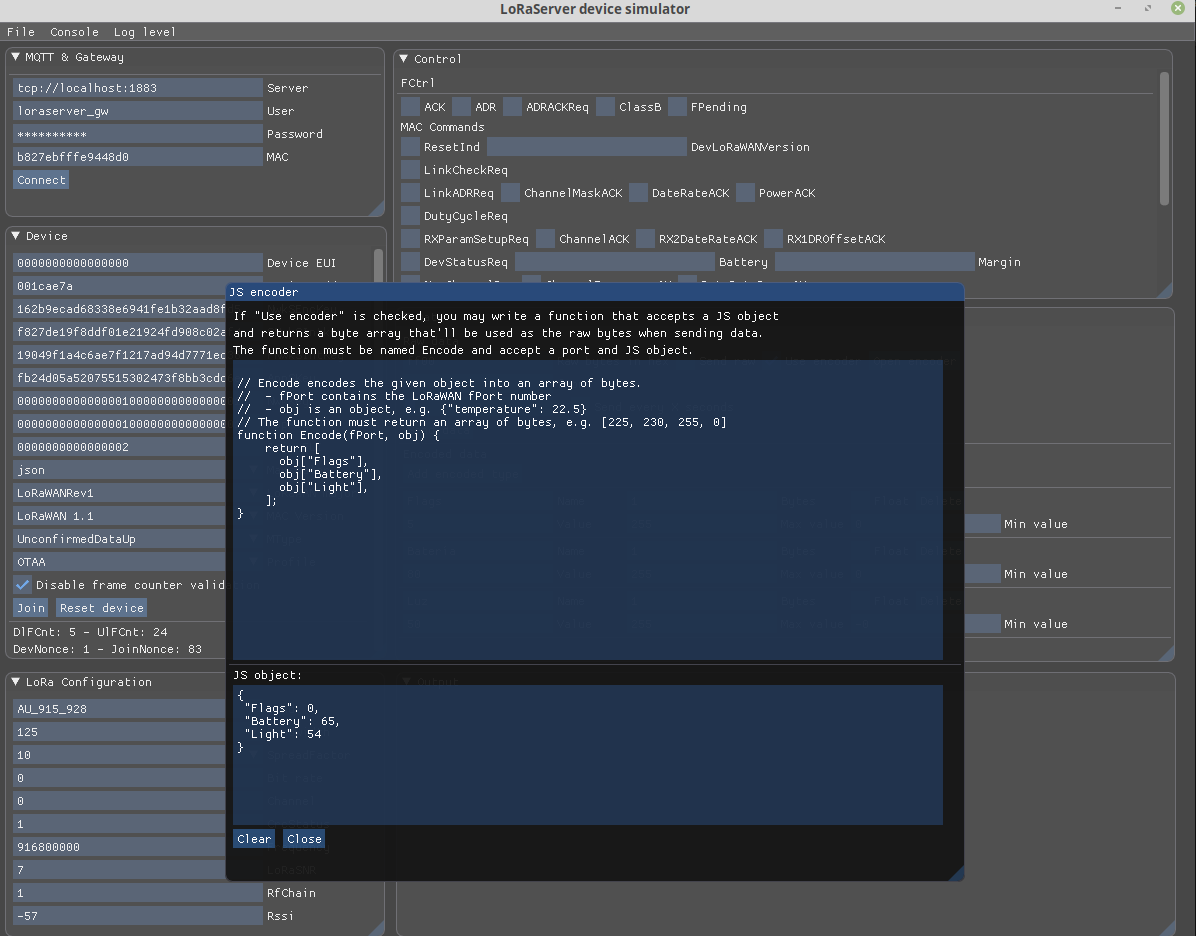 LoRaServer device simulator
File Console Log level
▼ MQTT & Gateway
tcp://localhost:1883 Server
loraserver_gw User
********** Password
b827ebfffe9448d0 MAC
Connect
▼ Control
FCtrl
ACK ADR ADRACKReq ClassB FPending
MAC Commands
ResetInd DevLoRaWANVersion
LinkCheckReq
LinkADRReq ChannelMaskACK DateRateACK PowerACK
DutyCycleReq
RXParamSetupReq ChannelACK RX2DateRateACK RX1DROffsetACK
DevStatusReq Battery Margin
▼ Device
0000000000000000 Device EUI
001cae7a
162b9ecad68338e6941fe1b32aad8f
f827de19f8ddf01e21924fd908c02a
19049f1a4c6ae7f1217ad94d7771ec
fb24d05a52075515302473f8bb3cdc
0000000000000000100000000000000
0000000000000000100000000000000
0000000000000002
json
LoRaWANRev1
LoRaWAN 1.1
UnconfirmedDataUp
OTAA
Disable frame counter valid
Join Reset device
DlFCnt: 5 - UlFCnt: 24
DevNonce: 1 - JoinNonce: 83
JS encoder
If "Use encoder" is checked, you may write a function that accepts a JS object
and returns a byte array that'll be used as the raw bytes when sending data.
The function must be named Encode and accept a port and JS object.
// Encode encodes the given object into an array of bytes.
//  - fPort contains the LoRaWAN fPort number
//  - obj is an object, e.g. {"temperature": 22.5}
// The function must return an array of bytes, e.g. [225, 230, 255, 0]
function Encode(fPort, obj) {
    return [
      obj["Flags"],
      obj["Battery"],
      obj["Light"],
    ];
}
JS object:
{
 "Flags": 0,
 "Battery": 65,
 "Light": 54
}
Clear Close
Min value
Min value
Min value
▼ Output
▼ LoRa Configuration
AU_915_928
125
10
0
0
1
916800000
7 LoRaSNR
1 RfChain
-57 Rssi